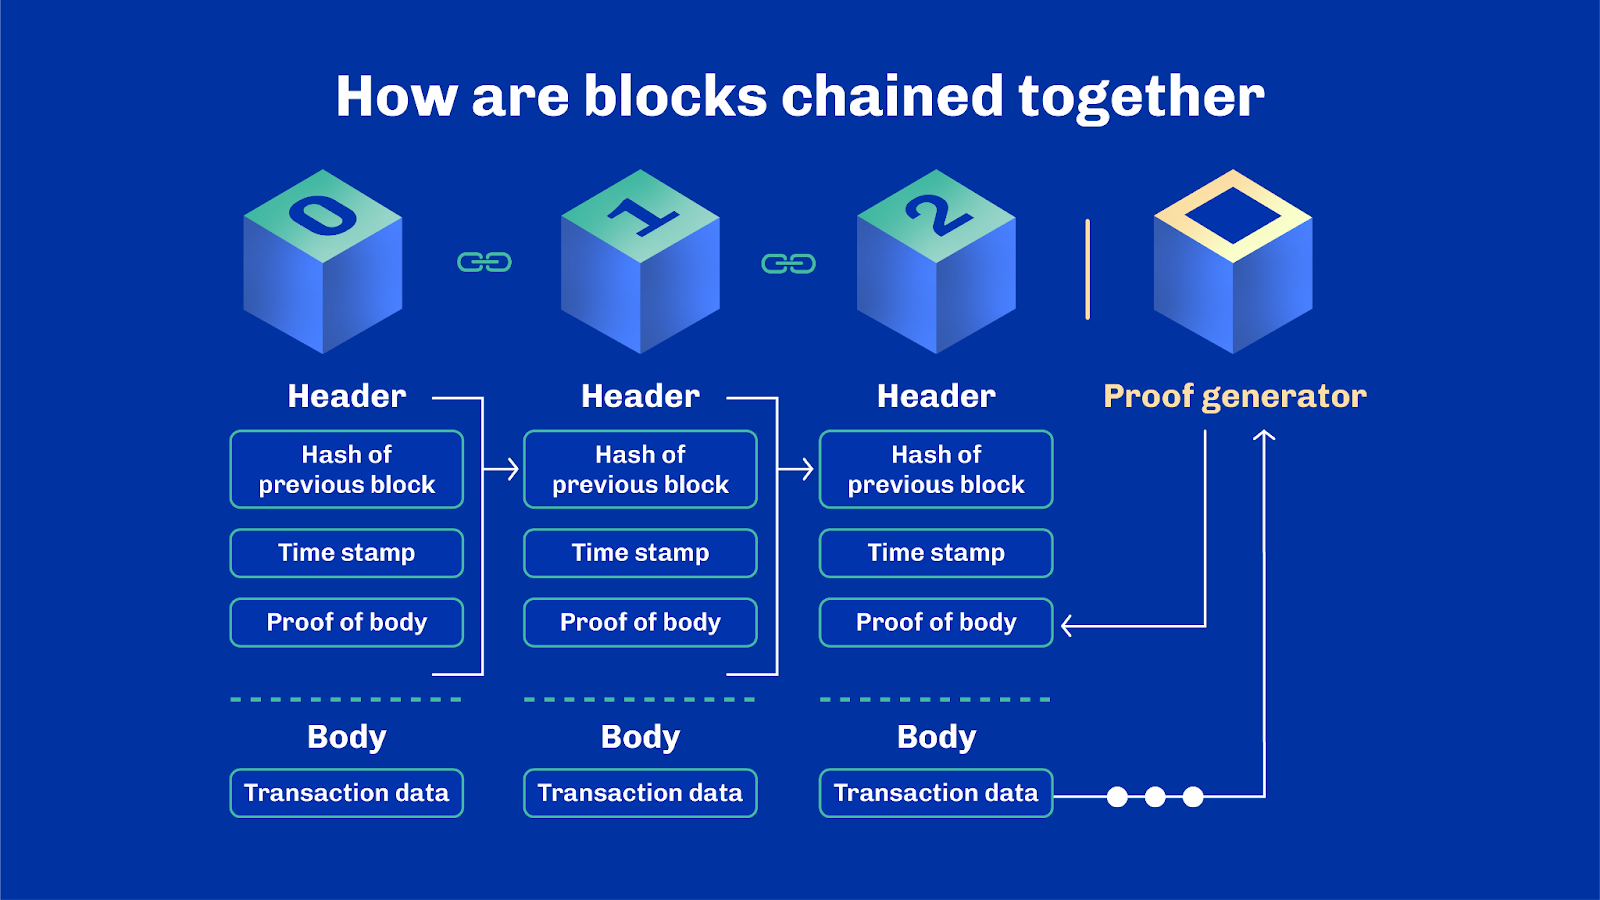 How are blocks chained together
0
1
2
Header
Hash of
previous block
Time stamp
Proof of body
Body
Transaction data
Header
Hash of
previous block
Time stamp
Proof of body
Body
Transaction data
Header
Hash of
previous block
Time stamp
Proof of body
Body
Transaction data
Proof generator